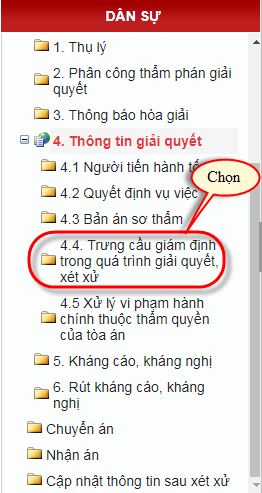 DÂN SỰ
1. Thụ lý
2. Phân công thẩm phán giải
quyết
3. Thông báo hòa giải
4. Thông tin giải quyết
4.1 Người tiến hành
Chọn
4.2 Quyết định vụ việc
4.3 Bản án sơ thẩm
4.4. Trưng cầu giám định
trong quá trình giải quyết,
xét xử
4.5 Xử lý vi phạm hành
chính thuộc thẩm quyền
của tòa án
5. Kháng cáo, kháng nghị
6. Rút kháng cáo, kháng
nghị
Chuyển án
Nhận án
Cập nhật thông tin sau xét xử